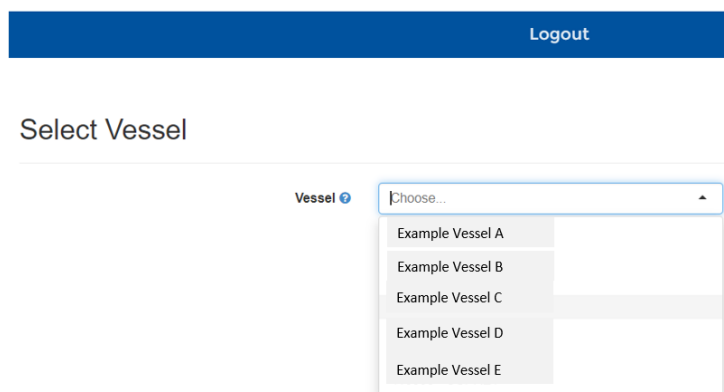 Logout
Select Vessel
Vessel ?
Choose...
Example Vessel A
Example Vessel B
Example Vessel C
Example Vessel D
Example Vessel E